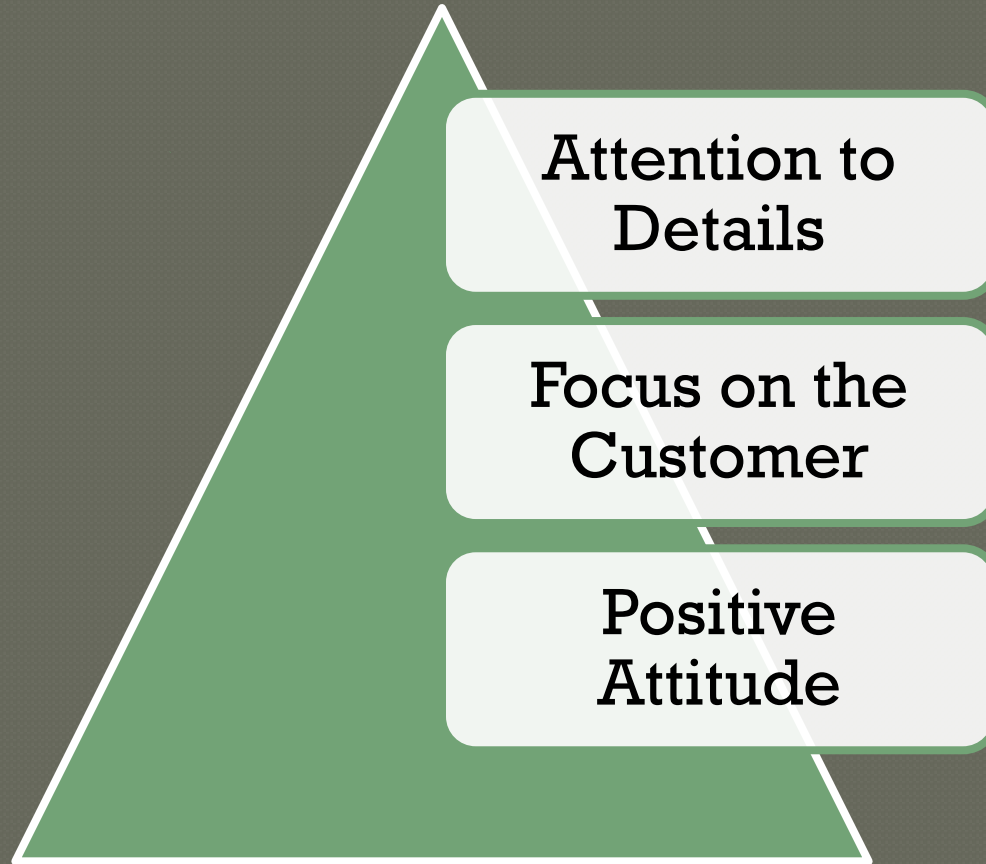 Attention to
Details
Focus on the
Customer
Positive
Attitude